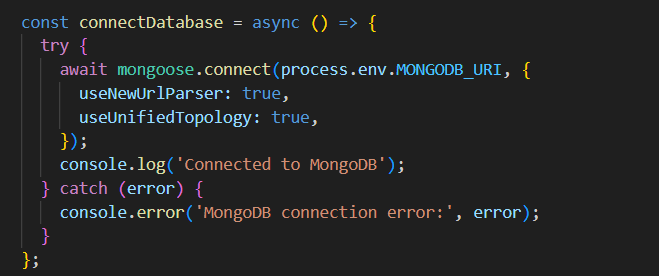 const connectDatabase = async () => {
  try {
    await mongoose.connect(process.env.MONGODB_URI, {
      useNewUrlParser: true,
      useUnifiedTopology: true,
    });
    console.log('Connected to MongoDB');
  } catch (error) {
    console.error('MongoDB connection error:', error);
  }
};